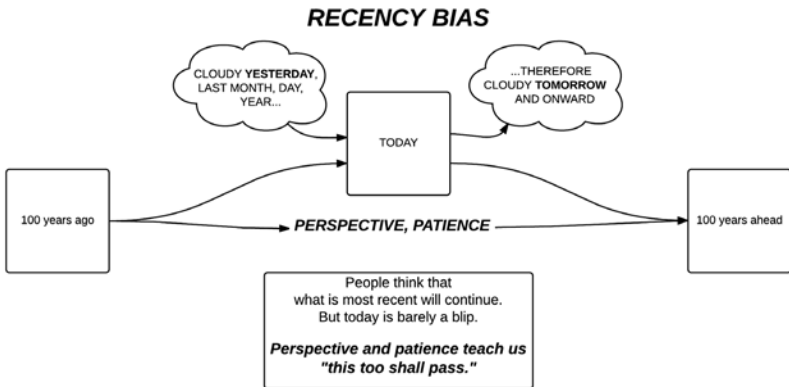 RECENCY BIAS
CLOUDY YESTERDAY,
LAST MONTH, DAY,
YEAR...
...THEREFORE
CLOUDY TOMORROW
AND ONWARD
TODAY
100 years ago
PERSPECTIVE, PATIENCE
100 years ahead
People think that
what is most recent will continue.
But today is barely a blip.
Perspective and patience teach us
"this too shall pass."